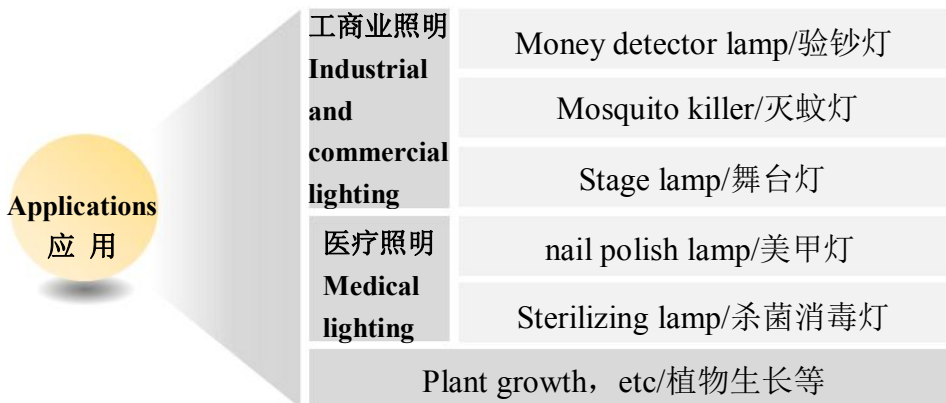 Applications
应 用
工商业照明
Industrial
and
commercial
lighting
Money detector lamp/验钞灯
Mosquito killer/灭蚊灯
Stage lamp/舞台灯
医疗照明
Medical
lighting
nail polish lamp/美甲灯
Sterilizing lamp/杀菌消毒灯
Plant growth，etc/植物生长等